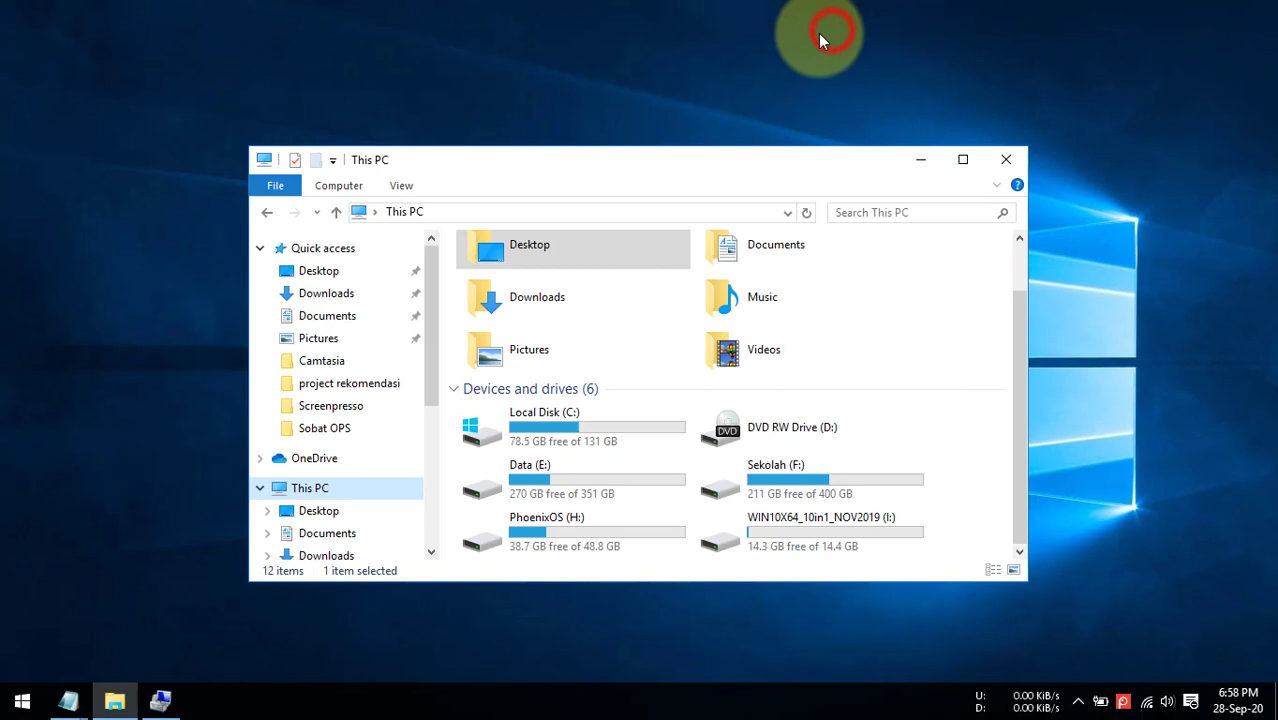 This PC
File
Computer
View
This PC
Search This PC
Quick access
Desktop
Downloads
Documents
Pictures
Camtasia
project rekomendasi
Screenpresso
Sobat OPS
OneDrive
This PC
Desktop
Documents
Downloads
Desktop
Documents
Downloads
Music
Pictures
Videos
Devices and drives (6)
Local Disk (C:)
78.5 GB free of 131 GB
DVD
DVD RW Drive (D:)
Data (E:)
270 GB free of 351 GB
Sekolah (F:)
211 GB free of 400 GB
PhoenixOS (H:)
38.7 GB free of 48.8 GB
WIN10X64_10in1_NOV2019 (I:)
14.3 GB free of 14.4 GB
12 items
1 item selected
U: 0.00 KiB/s
D: 0.00 KiB/s
6:58 PM
28-Sep-20